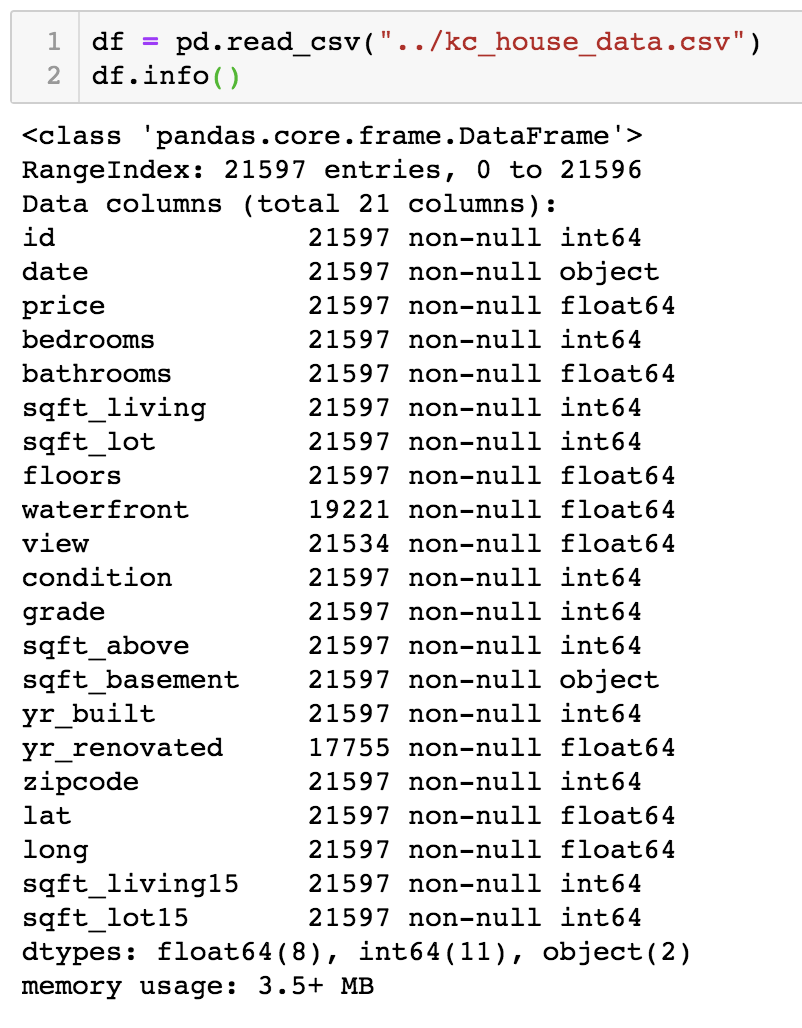 1 df = pd.read_csv("../kc_house_data.csv")
2 df.info()
<class 'pandas.core.frame.DataFrame'>
RangeIndex: 21597 entries, 0 to 21596
Data columns (total 21 columns):
id 21597 non-null int64
date 21597 non-null object
price 21597 non-null float64
bedrooms 21597 non-null int64
bathrooms 21597 non-null float64
sqft_living 21597 non-null int64
sqft_lot 21597 non-null int64
floors 21597 non-null float64
waterfront 19221 non-null float64
view 21534 non-null float64
condition 21597 non-null int64
grade 21597 non-null int64
sqft_above 21597 non-null int64
sqft_basement 21597 non-null object
yr_built 21597 non-null int64
yr_renovated 17755 non-null float64
zipcode 21597 non-null int64
lat 21597 non-null float64
long 21597 non-null float64
sqft_living15 21597 non-null int64
sqft_lot15 21597 non-null int64
dtypes: float64(8), int64(11), object(2)
memory usage: 3.5+ MB